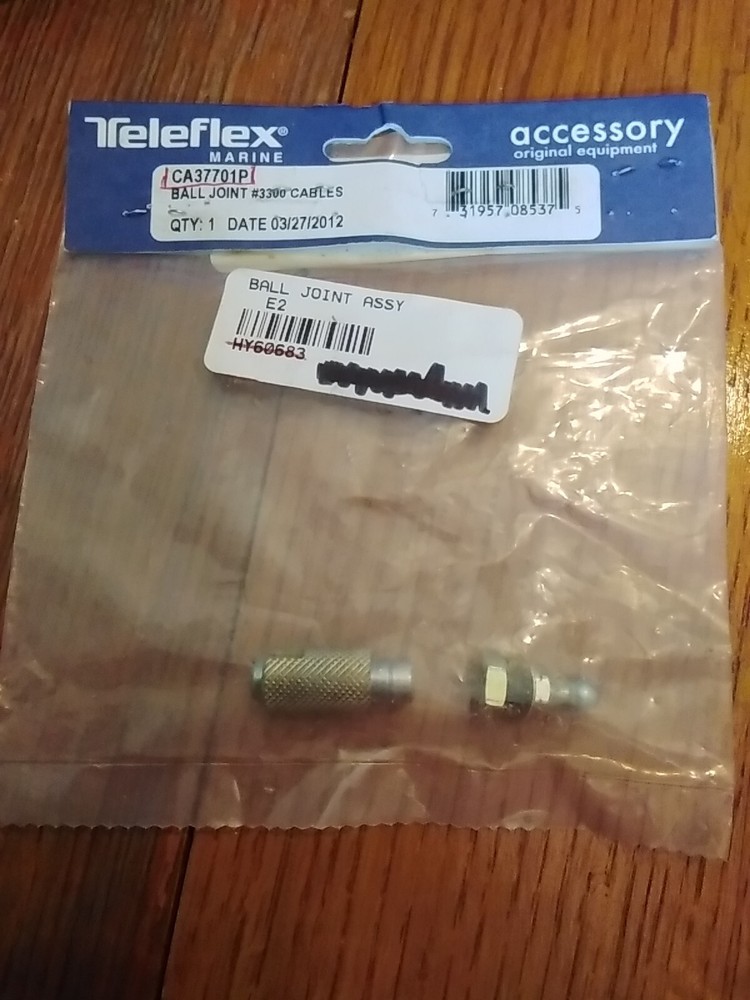 Teleflex®
MARINE
accessory
original equipment
CA37701P
BALL JOINT #3300 CABLES
QTY: 1 DATE 03/27/2012
7 31957 08537 5
BALL JOINT ASSY
E2
HY60683